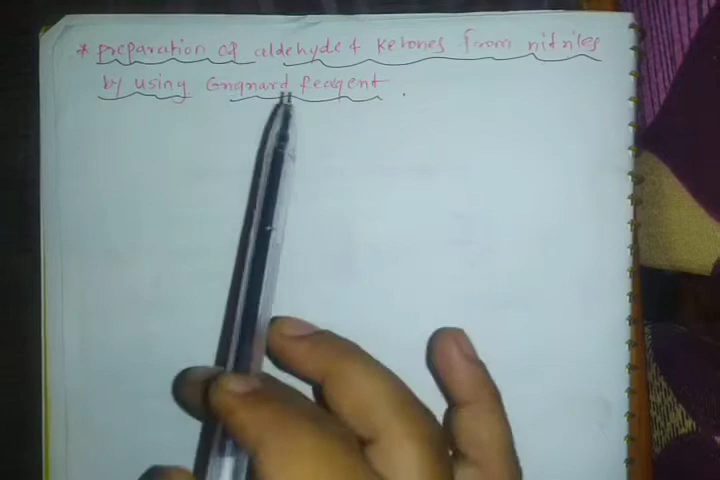 * preparation of aldehyde & Ketones from nitriles
by using Grignard reagent .